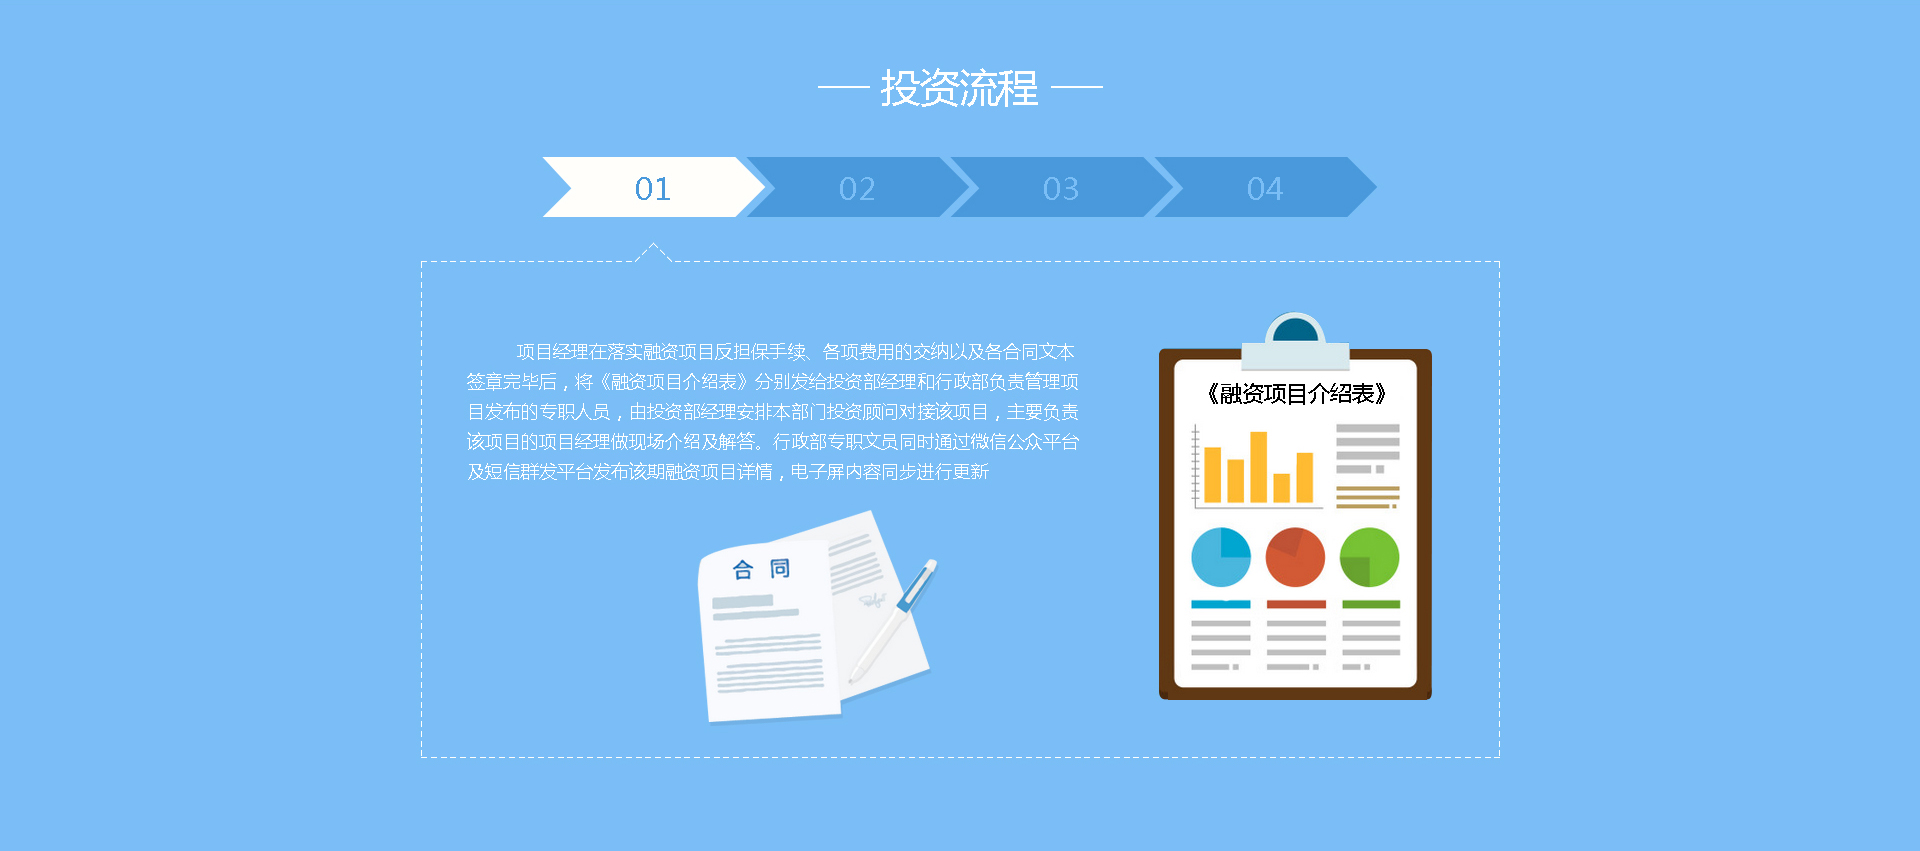 投资流程
01 02 03 04
项目经理在落实融资项目反担保手续、各项费用的交纳以及各合同文本
签章完毕后，将《融资项目介绍表》分别发给投资部经理和行政部负责管理项
目发布的专职人员，由投资部经理安排本部门投资顾问对接该项目，主要负责
该项目的项目经理做现场介绍及解答。行政部专职文员同时通过微信公众平台
及短信群发平台发布该期融资项目详情，电子屏内容同步进行更新
《融资项目介绍表》
合 同